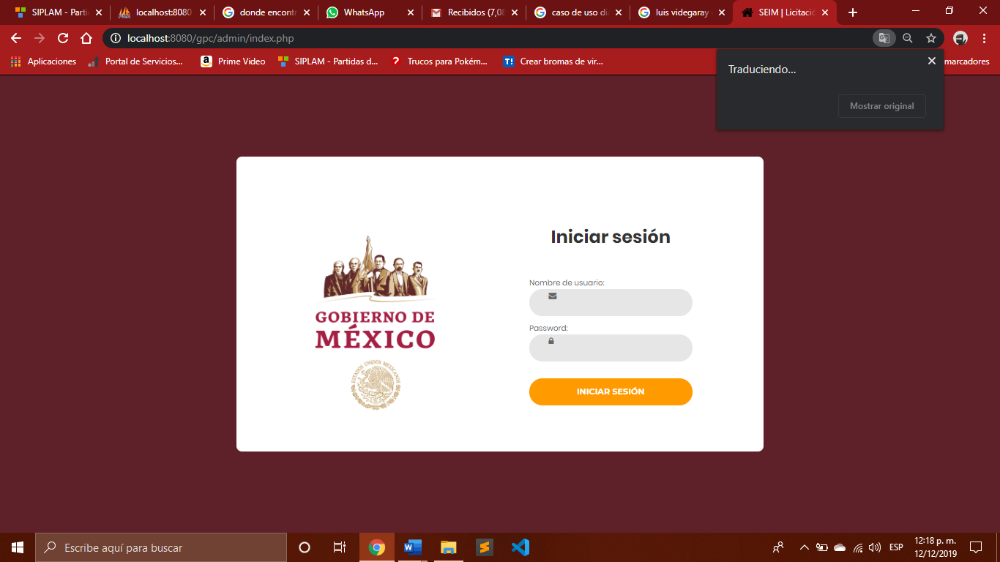 SIPLAM - Parti
localhost:8080
donde encontr
WhatsApp
Recibidos (7,08
caso de uso dia
luis videgaray
SEIM | Licitació
localhost:8080/gpc/admin/index.php
Aplicaciones
Portal de Servicios...
Prime Video
SIPLAM - Partidas d...
Trucos para Pokém...
Crear bromas de vir...
marcadores
Traduciendo...
Mostrar original
GOBIERNO DE
MÉXICO
ESTADOS UNIDOS MEXICANOS
Iniciar sesión
Nombre de usuario:
Password:
INICIAR SESIÓN
Escribe aquí para buscar
ESP
12:18 p. m.
12/12/2019